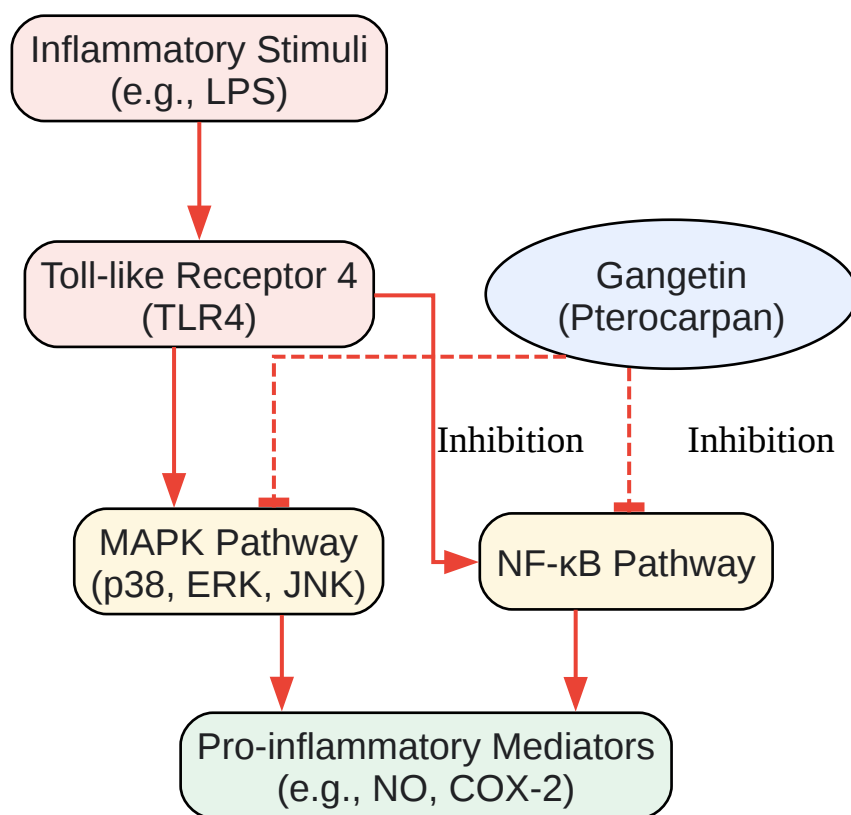 Inflammatory Stimuli
(e.g., LPS)
Toll-like Receptor 4
(TLR4)
Gangetin
(Pterocarpan)
Inhibition
Inhibition
MAPK Pathway
(p38, ERK, JNK)
NF-κB Pathway
Pro-inflammatory Mediators
(e.g., NO, COX-2)